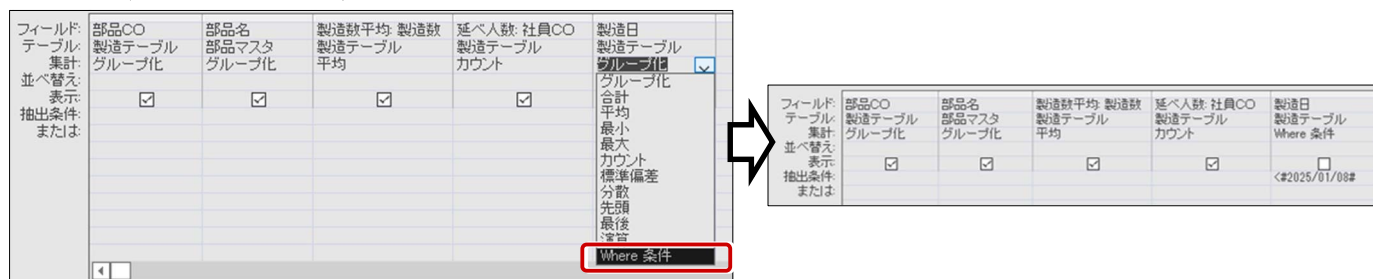 フィールド: 部品CO 部品名 製造数平均: 製造数 延べ人数: 社員CO 製造日
テーブル: 製造テーブル 部品マスタ 製造テーブル 製造テーブル 製造テーブル
集計: グループ化 グループ化 平均 カウント グループ化
並べ替え:
表示:
抽出条件:
または:
グループ化
合計
平均
最小
最大
カウント
標準偏差
分散
先頭
最後
演算
Where 条件
フィールド: 部品CO 部品名 製造数平均: 製造数 延べ人数: 社員CO 製造日
テーブル: 製造テーブル 部品マスタ 製造テーブル 製造テーブル 製造テーブル
集計: グループ化 グループ化 平均 カウント Where 条件
並べ替え:
表示:
抽出条件: <#2025/01/08#
または: